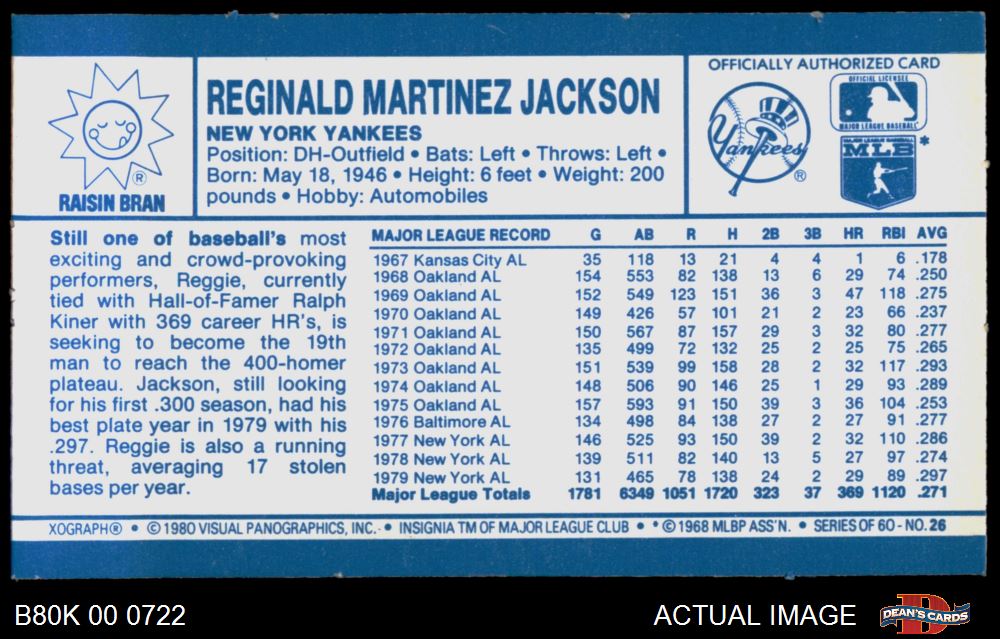 OFFICIALLY AUTHORIZED CARD
OFFICIAL LICENSEE
MAJOR LEAGUE BASEBALL
Yankees
®
MAJOR LEAGUE BASEBALL
MLB *
®
RAISIN BRAN
REGINALD MARTINEZ JACKSON
NEW YORK YANKEES
Position: DH-Outfield • Bats: Left • Throws: Left •
Born: May 18, 1946 • Height: 6 feet • Weight: 200
pounds • Hobby: Automobiles
Still one of baseball's most
exciting and crowd-provoking
performers, Reggie, currently
tied with Hall-of-Famer Ralph
Kiner with 369 career HR's, is
seeking to become the 19th
man to reach the 400-homer
plateau. Jackson, still looking
for his first .300 season, had his
best plate year in 1979 with his
.297. Reggie is also a running
threat, averaging 17 stolen
bases per year.
MAJOR LEAGUE RECORD G AB R H 2B 3B HR RBI AVG
1967 Kansas City AL 35 118 13 21 4 4 1 6 .178
1968 Oakland AL 154 553 82 138 13 6 29 74 .250
1969 Oakland AL 152 549 123 151 36 3 47 118 .275
1970 Oakland AL 149 426 57 101 21 2 23 66 .237
1971 Oakland AL 150 567 87 157 29 3 32 80 .277
1972 Oakland AL 135 499 72 132 25 2 25 75 .265
1973 Oakland AL 151 539 99 158 28 2 32 117 .293
1974 Oakland AL 148 506 90 146 25 1 29 93 .289
1975 Oakland AL 157 593 91 150 39 3 36 104 .253
1976 Baltimore AL 134 498 84 138 27 2 27 91 .277
1977 New York AL 146 525 93 150 39 2 32 110 .286
1978 New York AL 139 511 82 140 13 5 27 97 .274
1979 New York AL 131 465 78 138 24 2 29 89 .297
Major League Totals 1781 6349 1051 1720 323 37 369 1120 .271
XOGRAPH® • © 1980 VISUAL PANOGRAPHICS, INC. • INSIGNIA TM OF MAJOR LEAGUE CLUB • * © 1968 MLBP ASS'N. • SERIES OF 60 - NO. 26
B80K 00 0722
ACTUAL IMAGE
D
DEAN'S CARDS